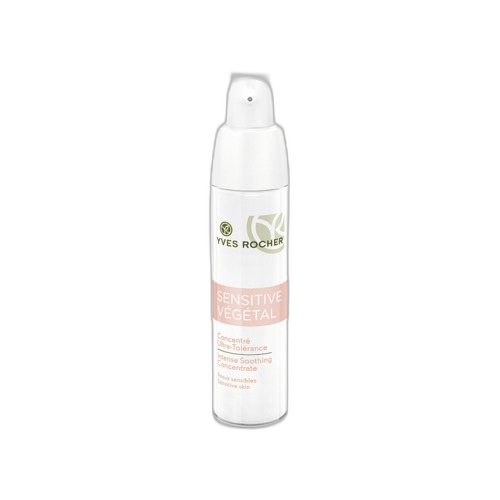 YVES ROCHER
SENSITIVE
VÉGÉTAL
Concentré
Ultra-Tolérance
Intense Soothing
Concentrate
Peaux sensibles
Sensitive skin